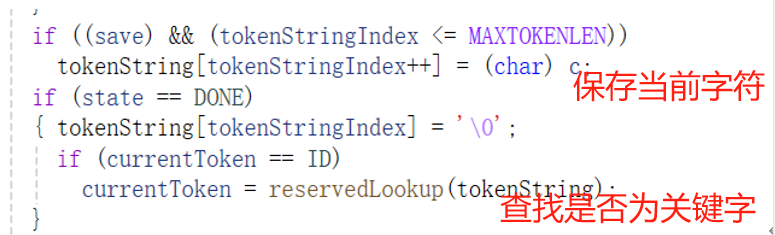 }
if ((save) && (tokenStringIndex <= MAXTOKENLEN))
tokenString[tokenStringIndex++] = (char) c;
保存当前字符
if (state == DONE)
{ tokenString[tokenStringIndex] = '\0';
if (currentToken == ID)
currentToken = reservedLookup(tokenString);
查找是否为关键字
}